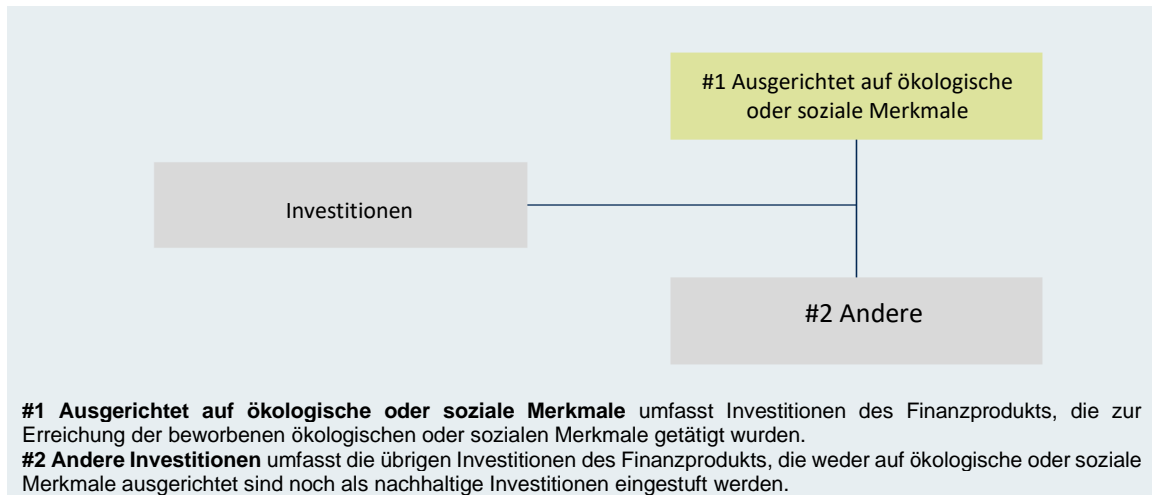 #1 Ausgerichtet auf ökologische
oder soziale Merkmale
Investitionen
#2 Andere
#1 Ausgerichtet auf ökologische oder soziale Merkmale umfasst Investitionen des Finanzprodukts, die zur
Erreichung der beworbenen ökologischen oder sozialen Merkmale getätigt wurden.
#2 Andere Investitionen umfasst die übrigen Investitionen des Finanzprodukts, die weder auf ökologische oder soziale
Merkmale ausgerichtet sind noch als nachhaltige Investitionen eingestuft werden.